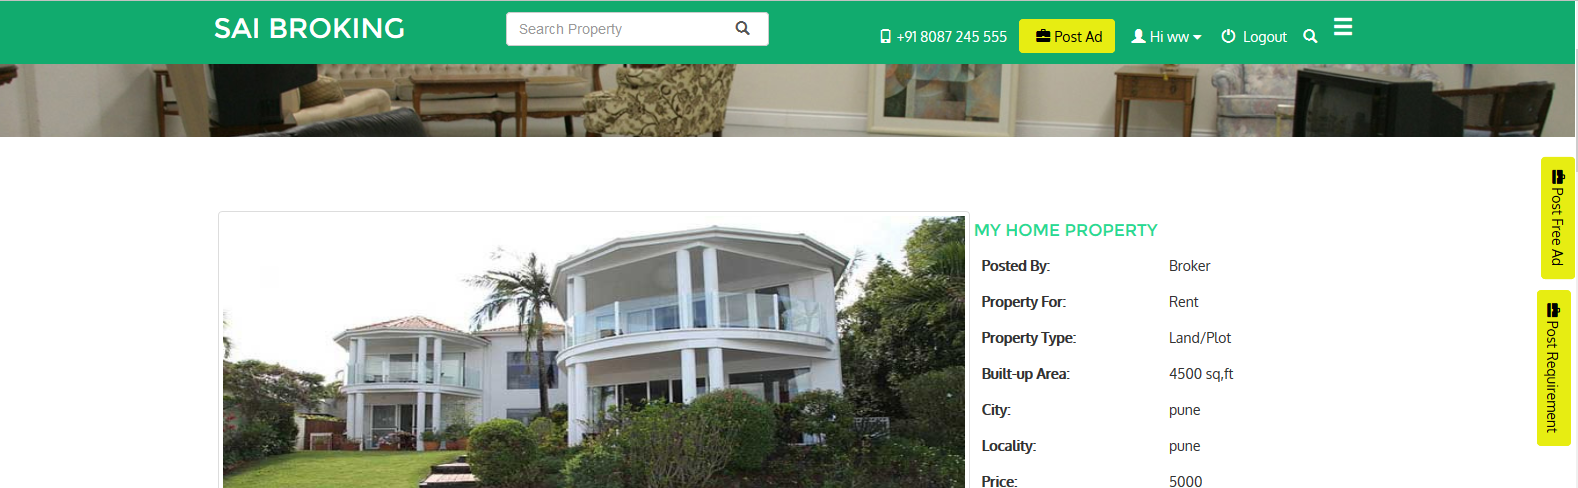 SAI BROKING
Search Property
+91 8087 245 555
Post Ad
Hi ww
Logout
MY HOME PROPERTY
Posted By: Broker
Property For: Rent
Property Type: Land/Plot
Built-up Area: 4500 sq,ft
City: pune
Locality: pune
Price: 5000
Post Free Ad
Post Requirement